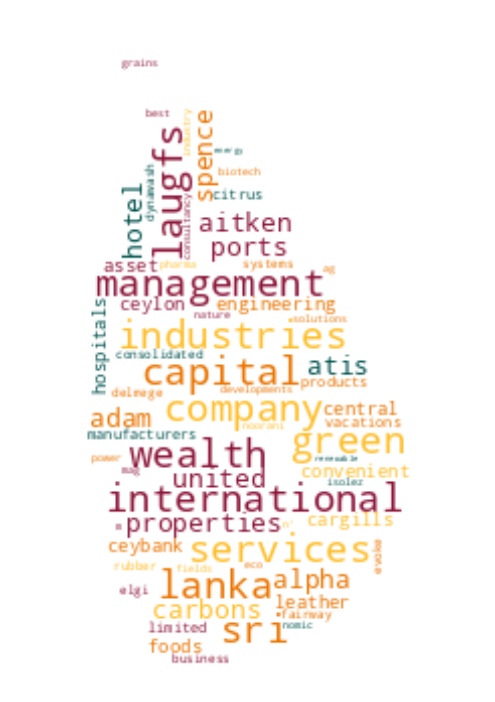 grains
best
industry
spence
laugfs
energy
biotech
dynawash
hotel
consultancy
citrus
aitken
ports
asset
pharma
systems
ag
management
ceylon
engineering
nature
solutions
hospitals
industries
consolidated
capital
atis
products
developments
delmege
company
central
adam
vacations
noorani
manufacturers
green
wealth
power
renewable
mag
convenient
united
isolez
international
properties
n'
cargills
ceybank
services
evoke
rubber
fields
eco
lanka
alpha
elgi
carbons
leather
fairway
limited
sri
nomic
foods
business